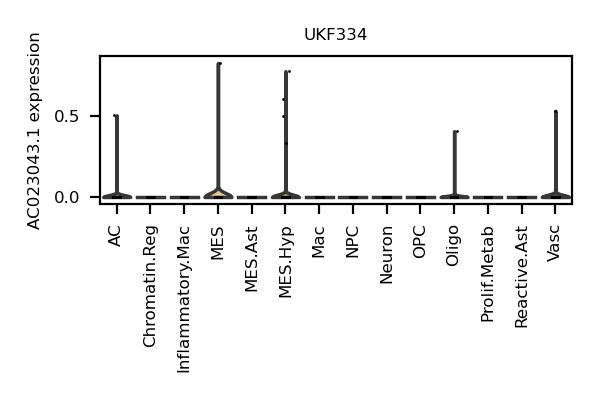 UKF334
AC023043.1 expression
0.5
0.0
AC
Chromatin.Reg
Inflammatory.Mac
MES
MES.Ast
MES.Hyp
Mac
NPC
Neuron
OPC
Oligo
Prolif.Metab
Reactive.Ast
Vasc